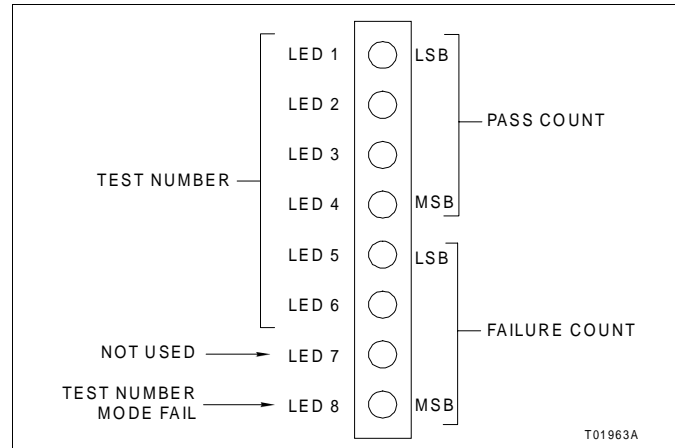 LED 1 LSB
LED 2
PASS COUNT
LED 3
TEST NUMBER
LED 4 MSB
LED 5 LSB
LED 6
FAILURE COUNT
NOT USED LED 7
TEST NUMBER
MODE FAIL LED 8 MSB
T01963A